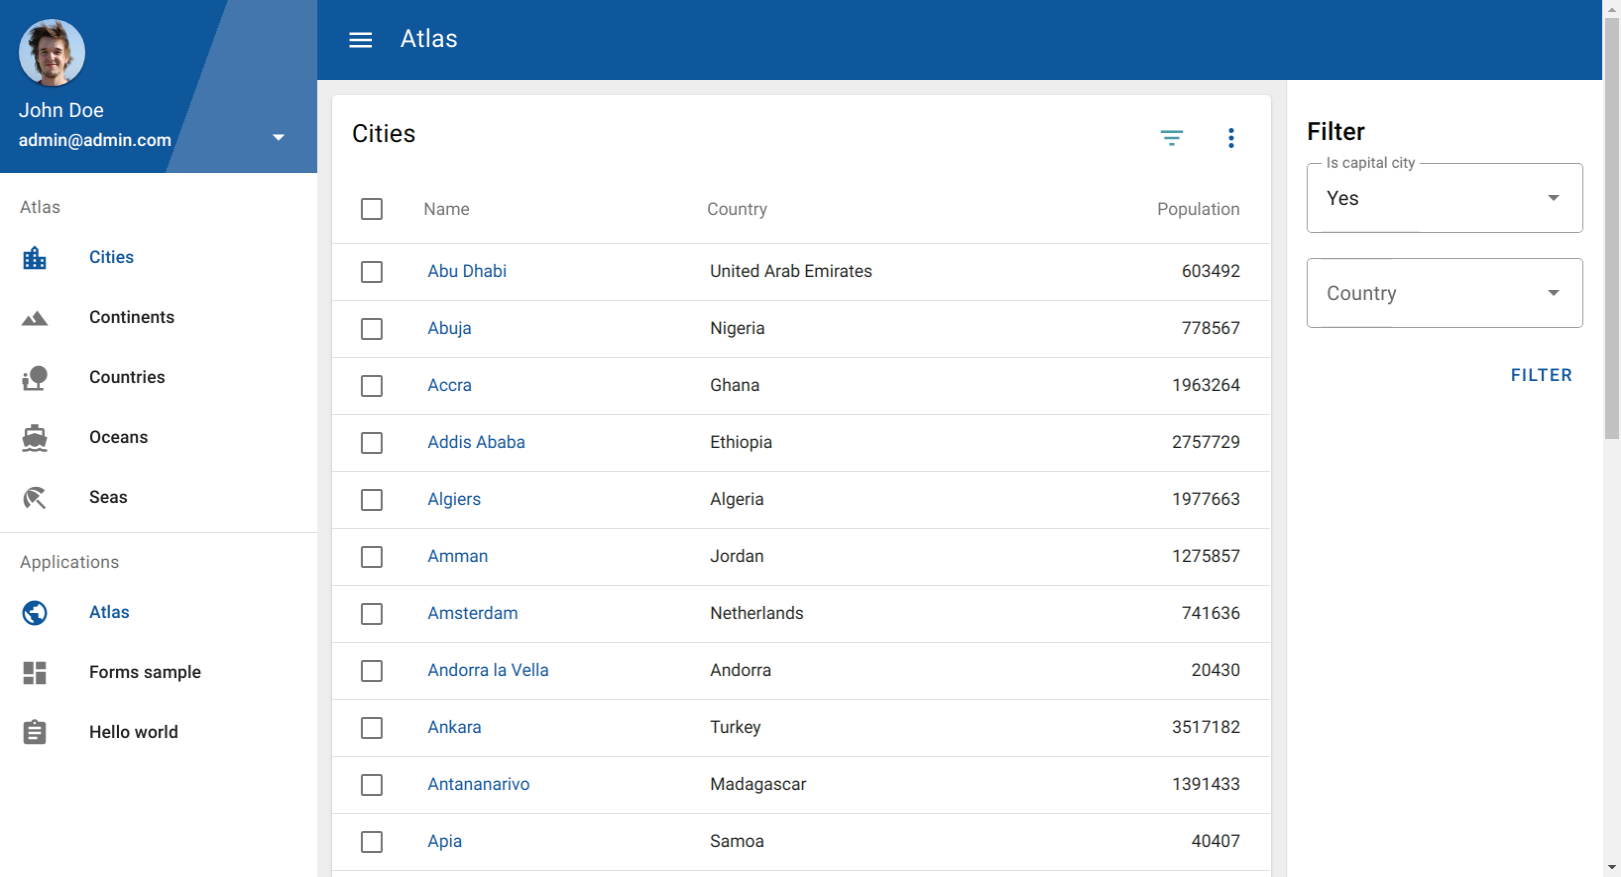 John Doe
admin@admin.com
Atlas
Cities
Continents
Countries
Oceans
Seas
Applications
Atlas
Forms sample
Hello world
Atlas
Cities
Name Country Population
Abu Dhabi United Arab Emirates 603492
Abuja Nigeria 778567
Accra Ghana 1963264
Addis Ababa Ethiopia 2757729
Algiers Algeria 1977663
Amman Jordan 1275857
Amsterdam Netherlands 741636
Andorra la Vella Andorra 20430
Ankara Turkey 3517182
Antananarivo Madagascar 1391433
Apia Samoa 40407
Filter
Is capital city
Yes
Country
FILTER